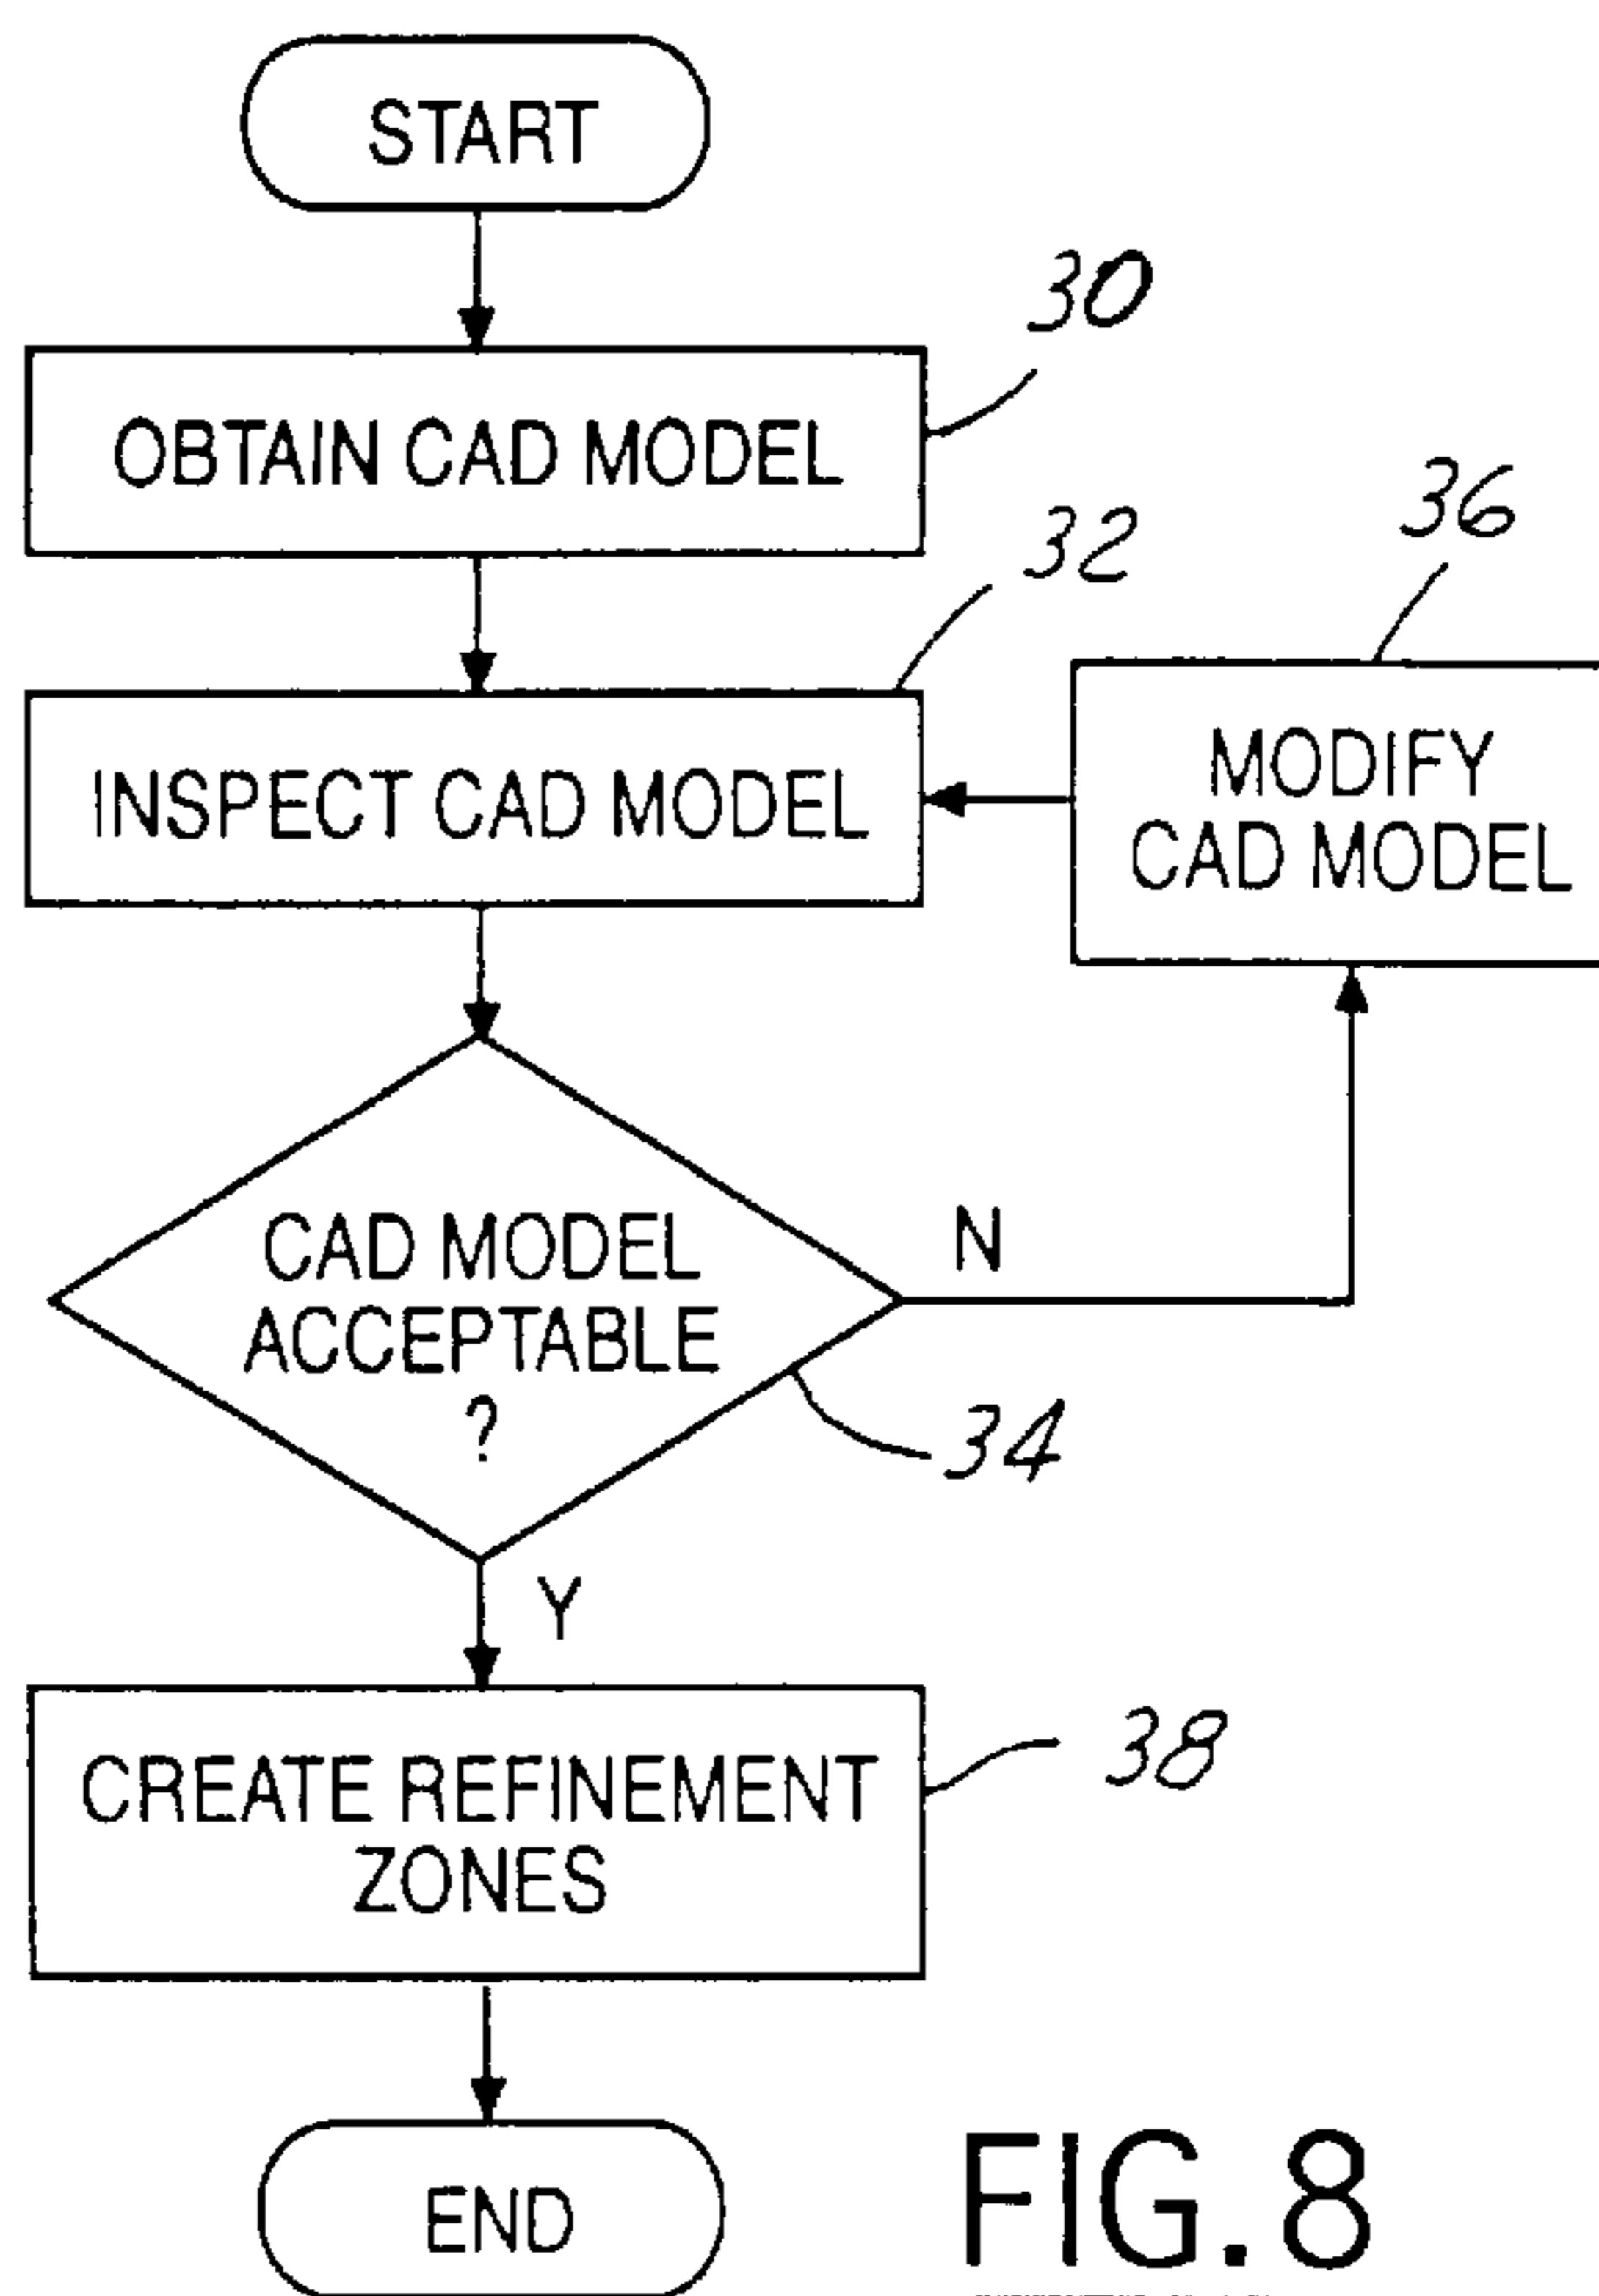 START
30
OBTAIN CAD MODEL
32
36
INSPECT CAD MODEL
MODIFY
CAD MODEL
CAD MODEL
ACCEPTABLE
?
N
34
Y
CREATE REFINEMENT
ZONES
38
END
FIG.8